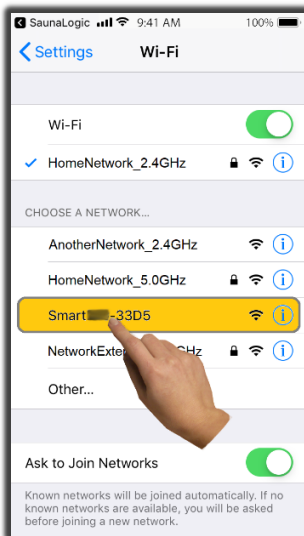 SaunaLogic 9:41 AM 100%
Settings Wi-Fi
Wi-Fi
HomeNetwork_2.4GHz
CHOOSE A NETWORK...
AnotherNetwork_2.4GHz
HomeNetwork_5.0GHz
Smart -33D5
Hz
Other...
Ask to Join Networks
Known networks will be joined automatically. If no
known networks are available, you will be asked
before joining a new network.